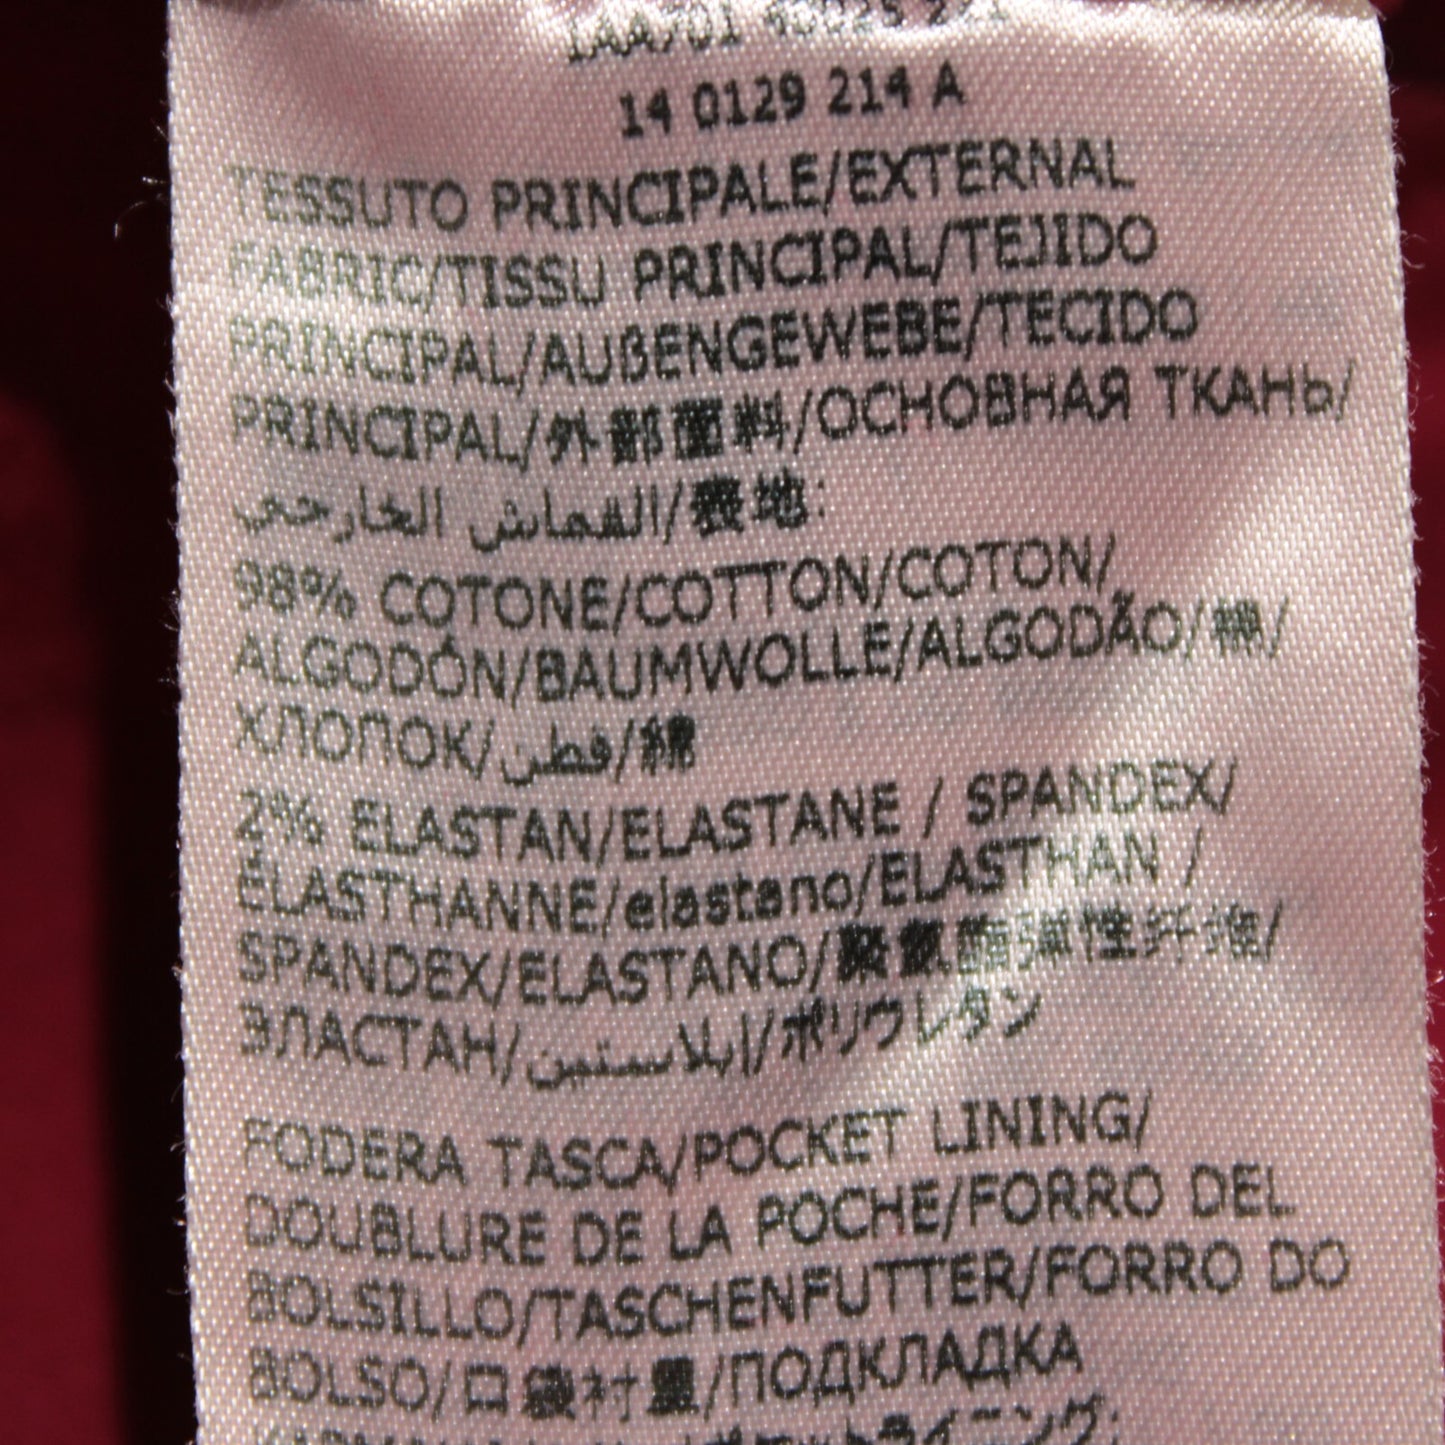 14 0129 214 A
TESSUTO PRINCIPALE/EXTERNAL
FABRIC/TISSU PRINCIPAL/TEJIDO
PRINCIPAL/AUßENGEWEBE/TECIDO
PRINCIPAL/外部面料/ОСНОВНАЯ ТКАНЬ/
القماش الخارجي/表地:
98% COTONE/COTTON/COTON/
ALGODÓN/BAUMWOLLE/ALGODÃO/棉/
ХЛОПОК/قطن/綿
2% ELASTAN/ELASTANE / SPANDEX/
ÉLASTHANNE/elastano/ELASTHAN /
SPANDEX/ELASTANO/聚氨酯弹性纤维/
ЭЛАСТАН/إيلاستين/ポリウレタン
FODERA TASCA/POCKET LINING/
DOUBLURE DE LA POCHE/FORRO DEL
BOLSILLO/TASCHENFUTTER/FORRO DO
BOLSO/口袋衬里/ПОДКЛАДКА